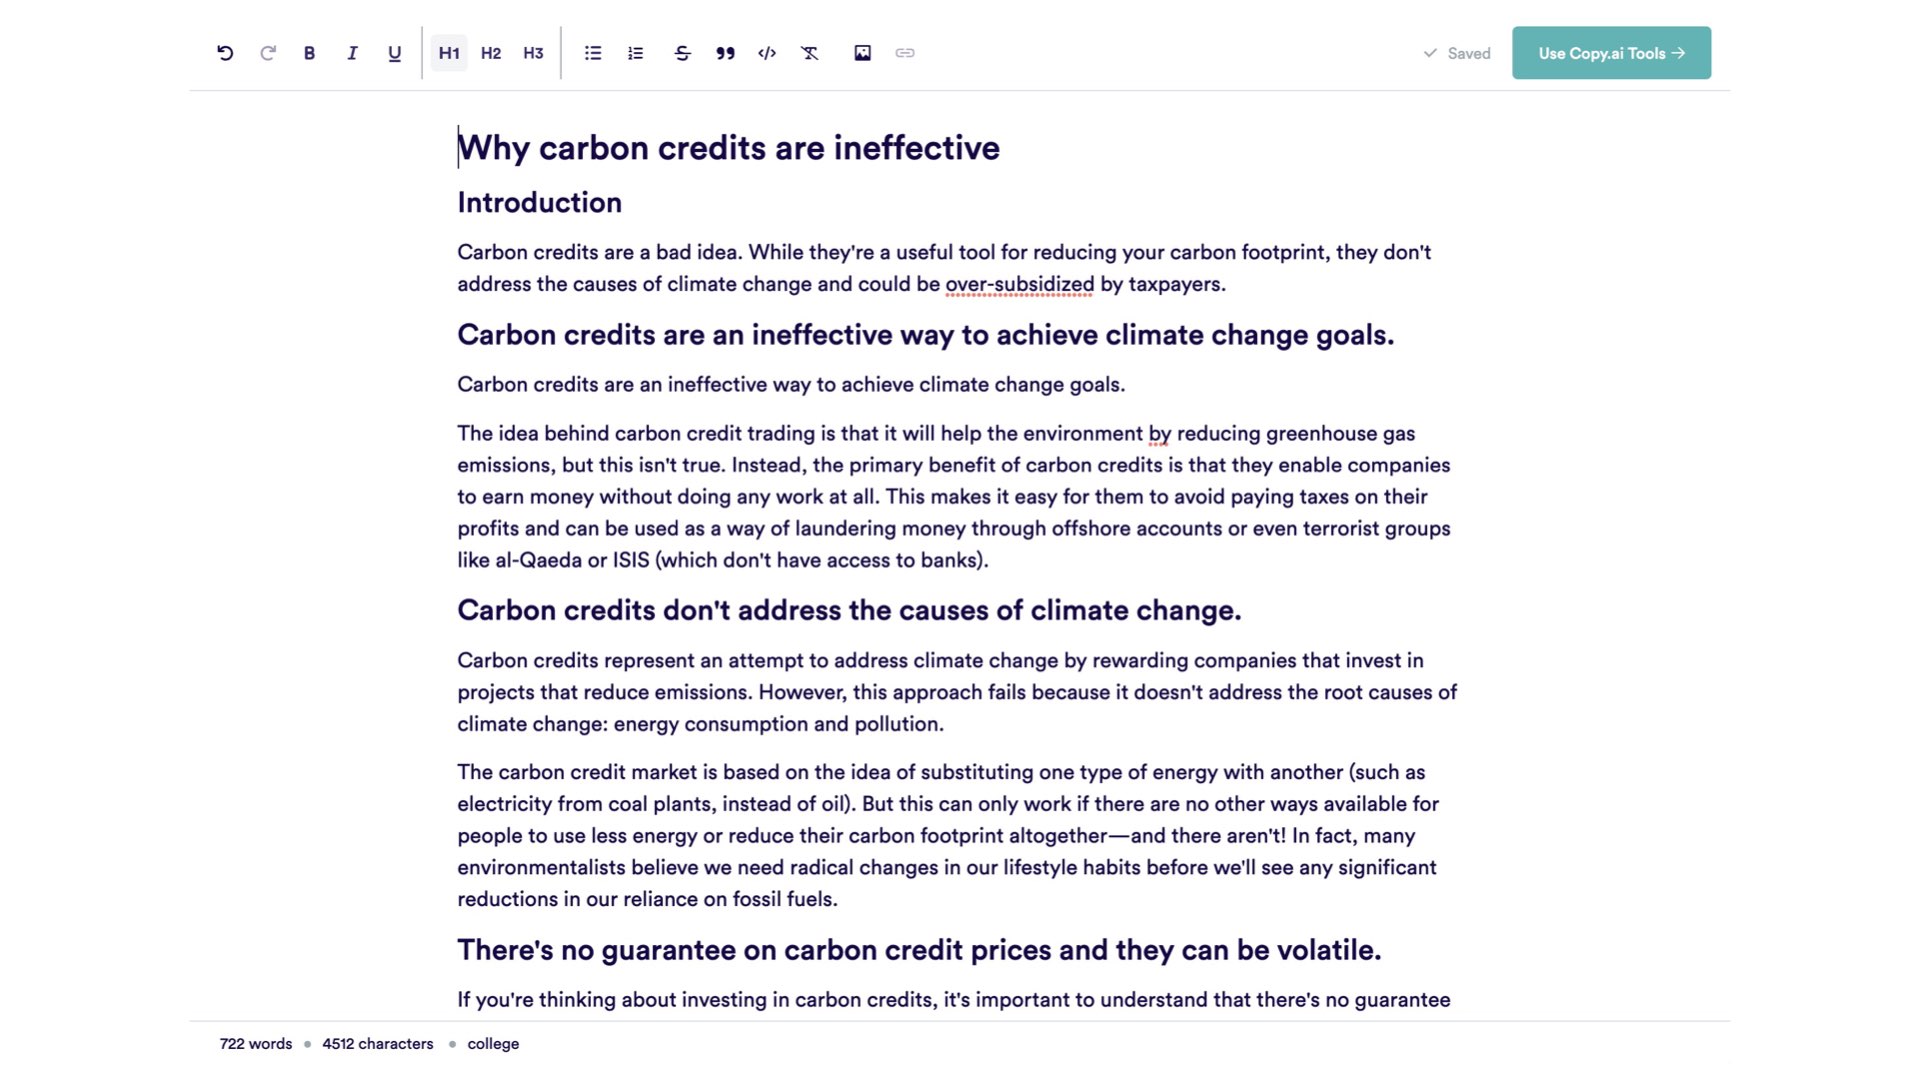 B I U H1 H2 H3 Saved Use Copy.ai Tools →
Why carbon credits are ineffective
Introduction
Carbon credits are a bad idea. While they're a useful tool for reducing your carbon footprint, they don't
address the causes of climate change and could be over-subsidized by taxpayers.
Carbon credits are an ineffective way to achieve climate change goals.
Carbon credits are an ineffective way to achieve climate change goals.
The idea behind carbon credit trading is that it will help the environment by reducing greenhouse gas
emissions, but this isn't true. Instead, the primary benefit of carbon credits is that they enable companies
to earn money without doing any work at all. This makes it easy for them to avoid paying taxes on their
profits and can be used as a way of laundering money through offshore accounts or even terrorist groups
like al-Qaeda or ISIS (which don't have access to banks).
Carbon credits don't address the causes of climate change.
Carbon credits represent an attempt to address climate change by rewarding companies that invest in
projects that reduce emissions. However, this approach fails because it doesn't address the root causes of
climate change: energy consumption and pollution.
The carbon credit market is based on the idea of substituting one type of energy with another (such as
electricity from coal plants, instead of oil). But this can only work if there are no other ways available for
people to use less energy or reduce their carbon footprint altogether—and there aren't! In fact, many
environmentalists believe we need radical changes in our lifestyle habits before we'll see any significant
reductions in our reliance on fossil fuels.
There's no guarantee on carbon credit prices and they can be volatile.
If you're thinking about investing in carbon credits, it's important to understand that there's no guarantee
722 words • 4512 characters • college